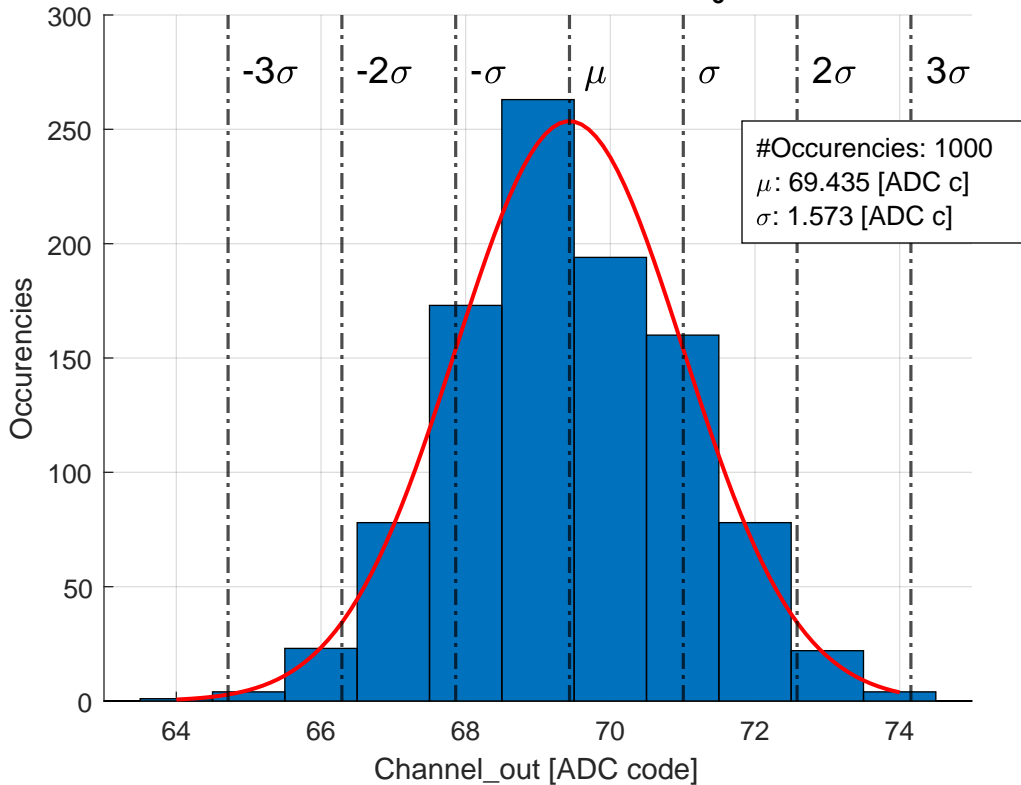 300
-3σ -2σ -σ μ σ 2σ 3σ
250
#Occurencies: 1000
μ: 69.435 [ADC c]
σ: 1.573 [ADC c]
200
150
100
50
0
Occurencies
64 66 68 70 72 74
Channel_out [ADC code]